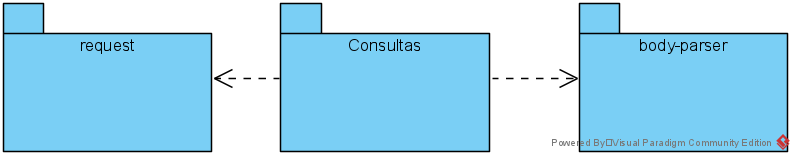 request
Consultas
body-parser
Powered By Visual Paradigm Community Edition